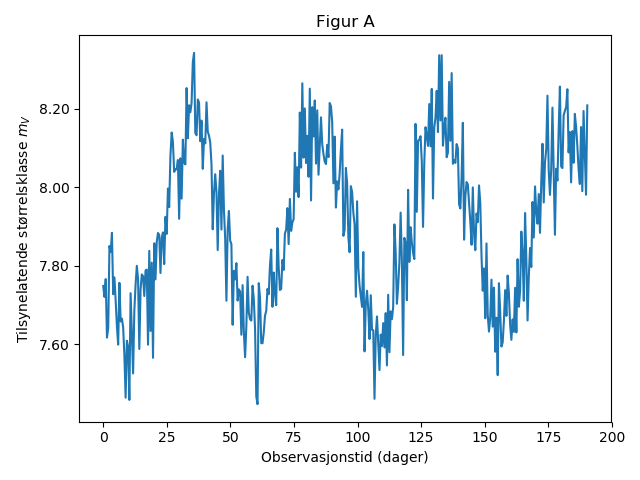 Figur A
Tilsynelatende størrelsklasse m_V
8.20
8.00
7.80
7.60
0 25 50 75 100 125 150 175 200
Observasjonstid (dager)